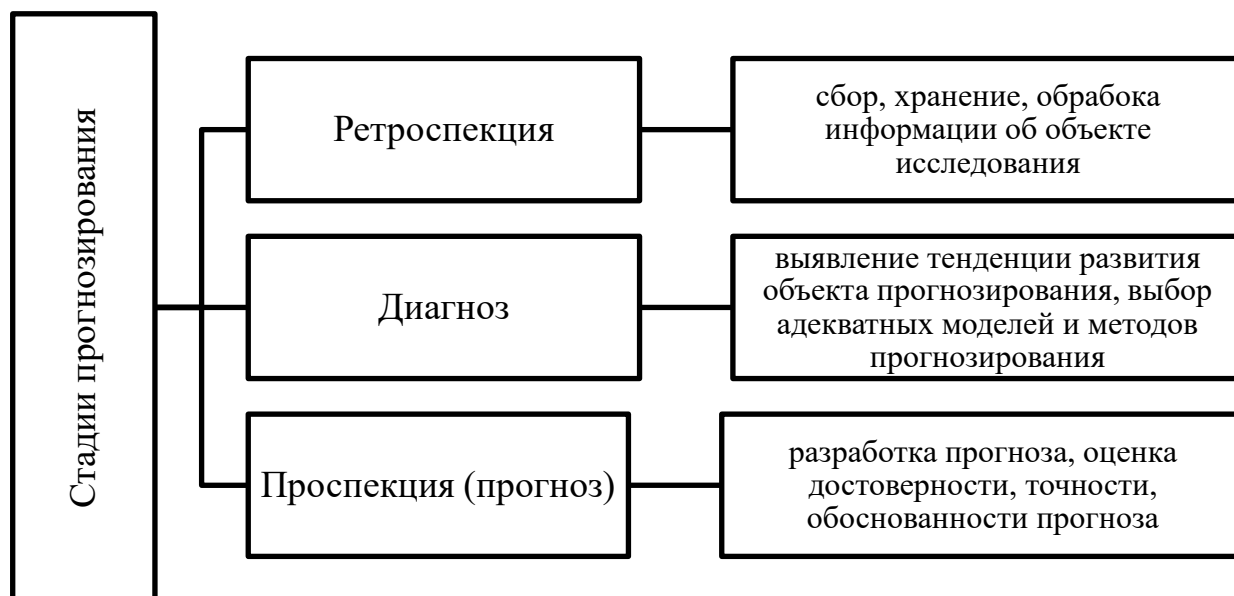 Стадии прогнозирования
Ретроспекция
сбор, хранение, обрабока
информации об объекте
исследования
Диагноз
выявление тенденции развития
объекта прогнозирования, выбор
адекватных моделей и методов
прогнозирования
Проспекция (прогноз)
разработка прогноза, оценка
достоверности, точности,
обоснованности прогноза